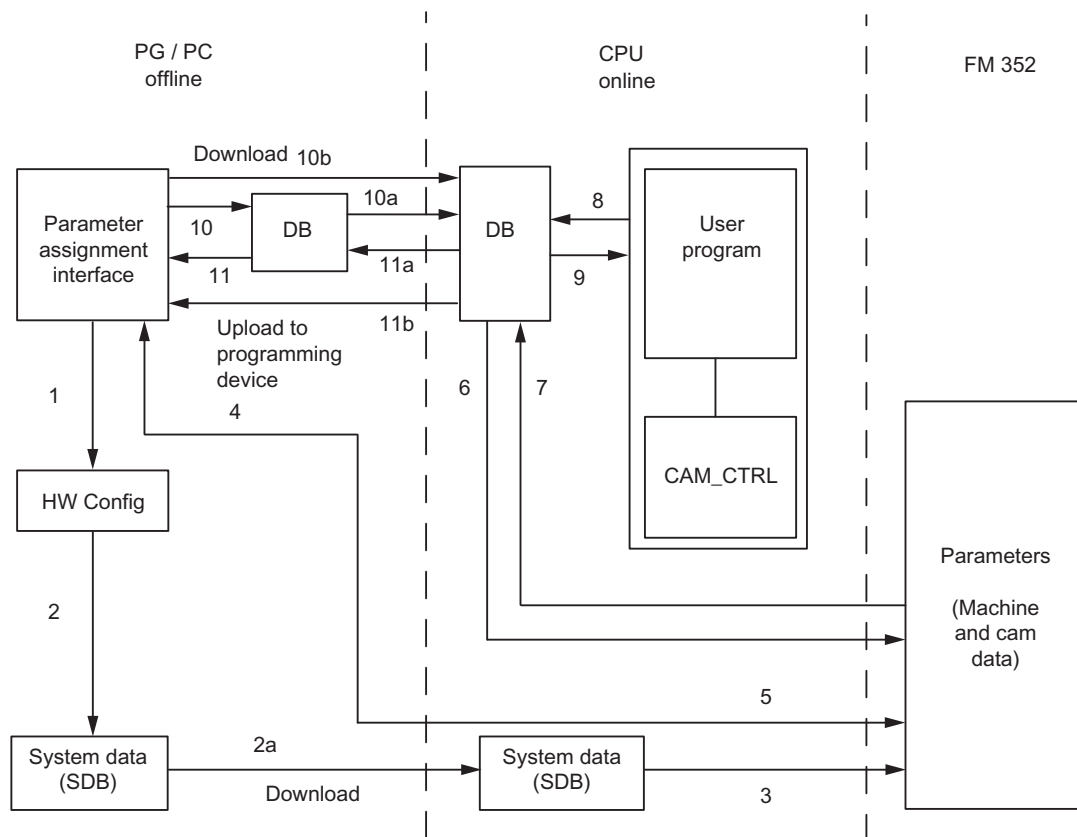 PG / PC
offline
CPU
online
FM 352
Download
10b
Parameter
assignment
interface
10
DB
10a
11
11a
11b
DB
8
9
User
program
Upload to
programming
device
1
4
6
7
CAM_CTRL
HW Config
Parameters
(Machine
and cam
data)
2
5
System data
(SDB)
2a
Download
System data
(SDB)
3